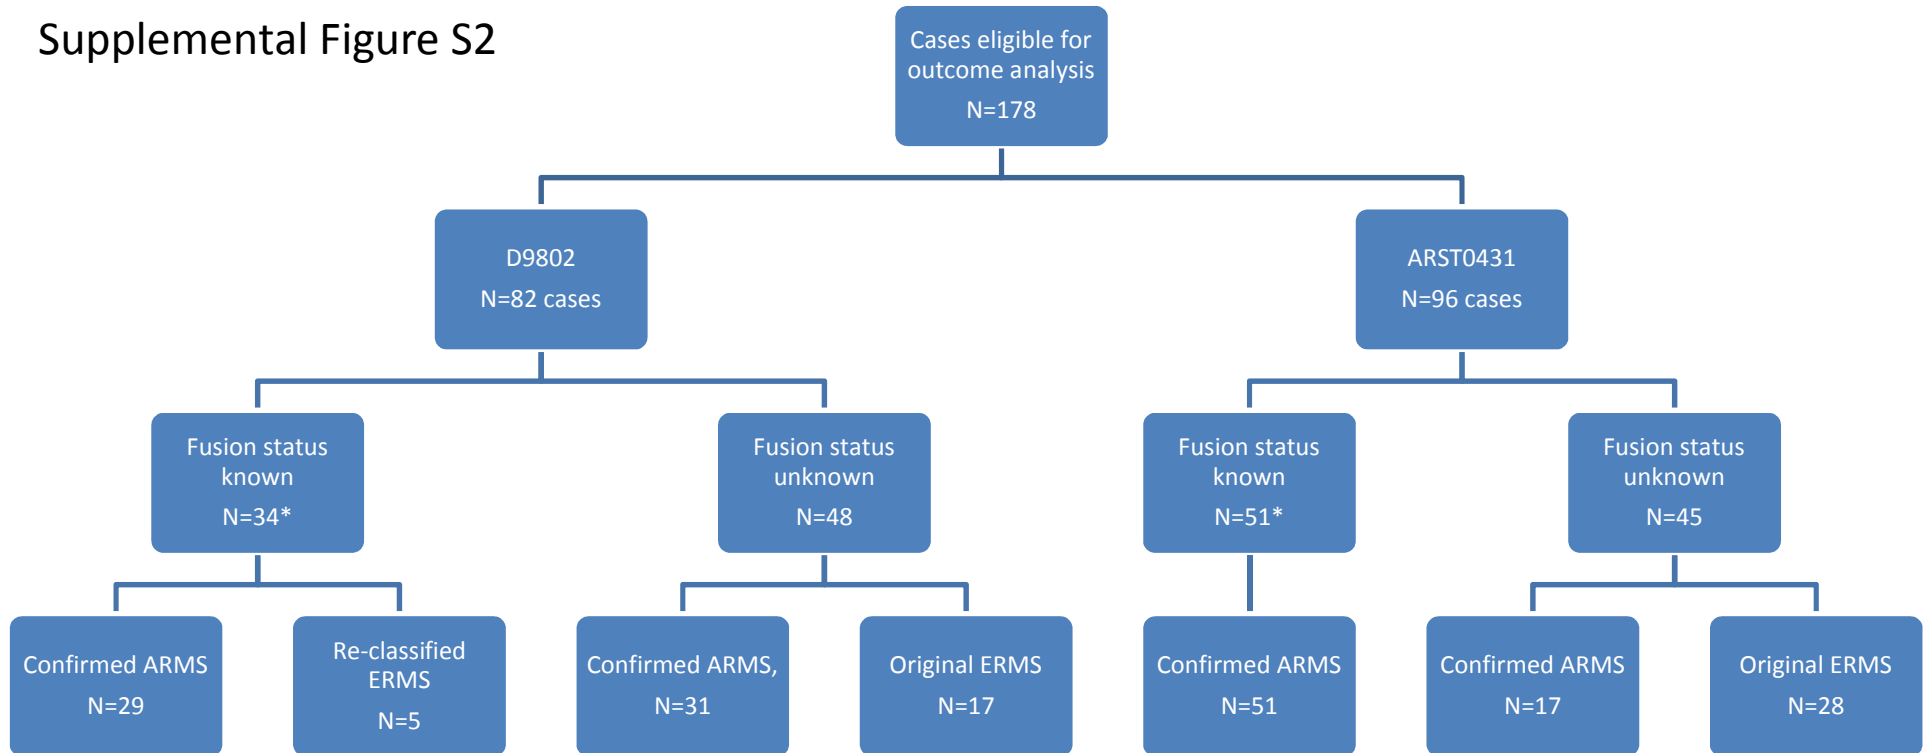 Supplemental Figure S2
Cases eligible for
outcome analysis
N=178
D9802
N=82 cases
ARST0431
N=96 cases
Fusion status
known
N=34*
Fusion status
unknown
N=48
Fusion status
known
N=51*
Fusion status
unknown
N=45
Confirmed ARMS
N=29
Re-classified
ERMS
N=5
Confirmed ARMS,
N=31
Original ERMS
N=17
Confirmed ARMS
N=51
Confirmed ARMS
N=17
Original ERMS
N=28